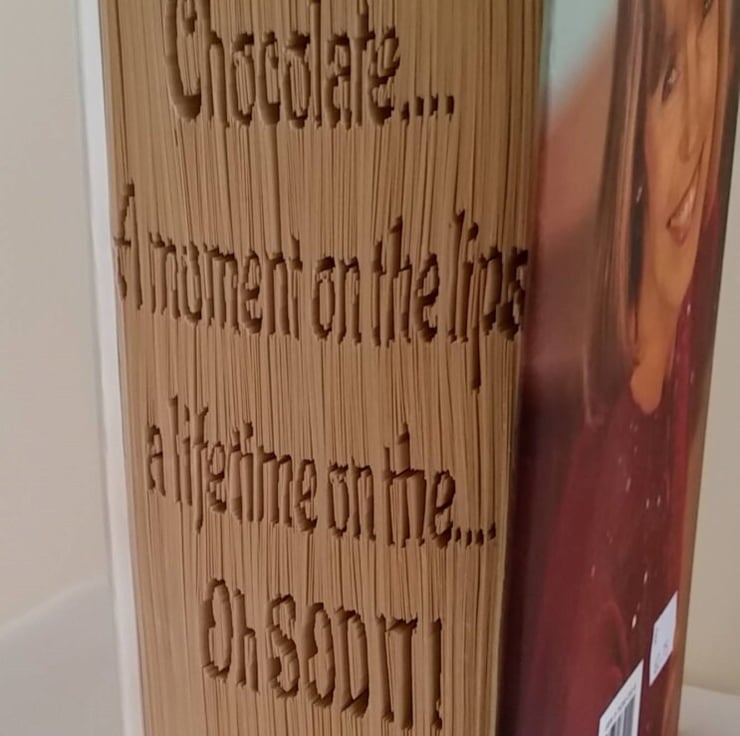 Chocolate....
A moment on the lips
a lifetime on the....
Oh SOD IT!